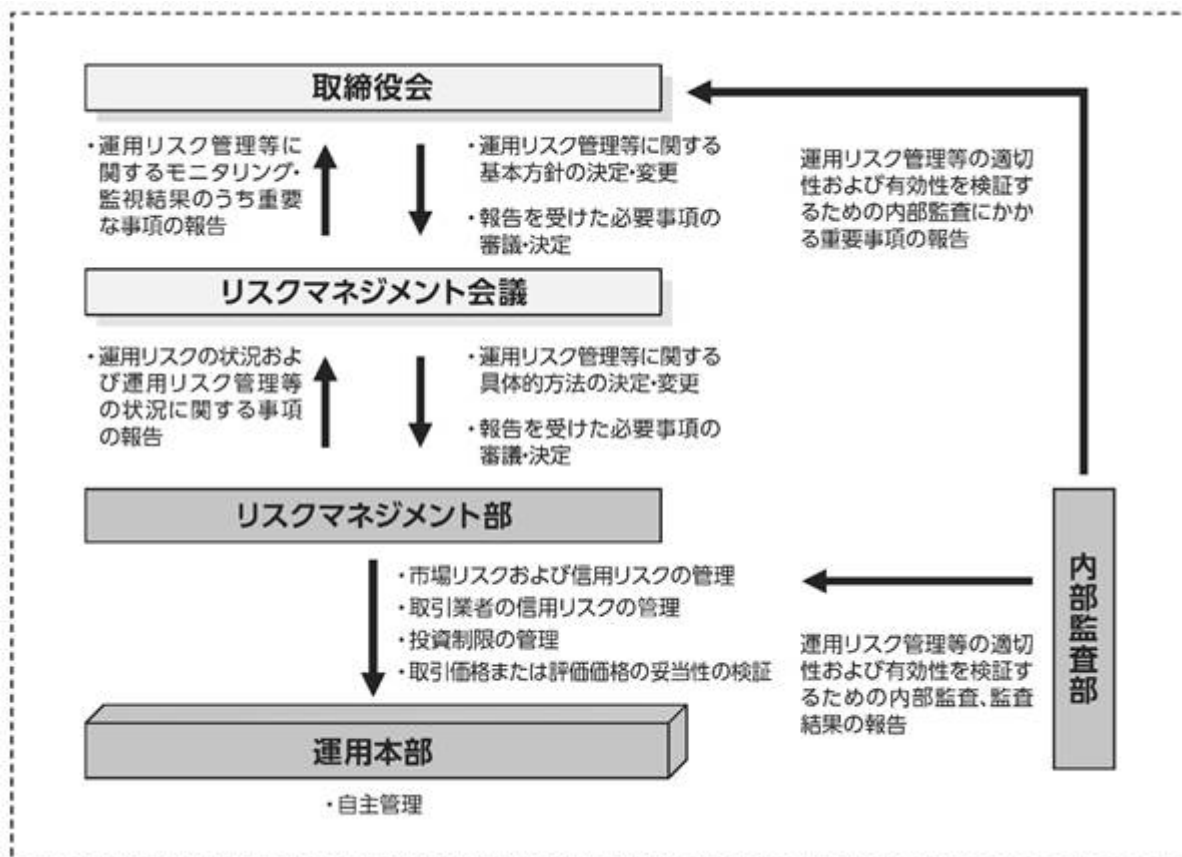 取締役会
・運用リスク管理等に
関するモニタリング・
監視結果のうち重要
な事項の報告
・運用リスク管理等に関する
基本方針の決定・変更
・報告を受けた必要事項の
審議・決定
運用リスク管理等の適切
性および有効性を検証す
るための内部監査にかか
る重要事項の報告
リスクマネジメント会議
・運用リスクの状況およ
び運用リスク管理等
の状況に関する事項
の報告
・運用リスク管理等に関する
具体的方法の決定・変更
・報告を受けた必要事項の
審議・決定
リスクマネジメント部
・市場リスクおよび信用リスクの管理
・取引業者の信用リスクの管理
・投資制限の管理
・取引価格または評価価格の妥当性の検証
内部監査部
運用リスク管理等の適切
性および有効性を検証す
るための内部監査、監査
結果の報告
運用本部
・自主管理